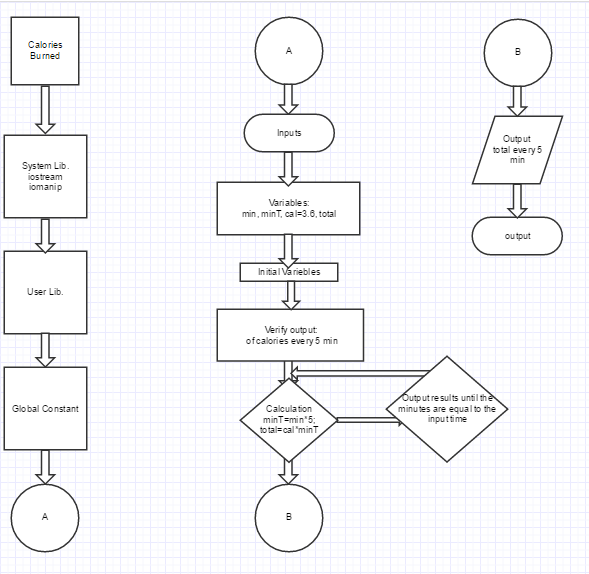 Calories
Burned
System Lib.
iostream
iomanip
User Lib.
Global Constant
A
A
Inputs
Variables:
min, minT, cal=3.6, total
Initial Variebles
Verify output:
of calories every 5 min
Calculation
minT=min*5;
total=cal*minT
Output results until the
minutes are equal to the
input time
B
B
Output
total every 5
min
output